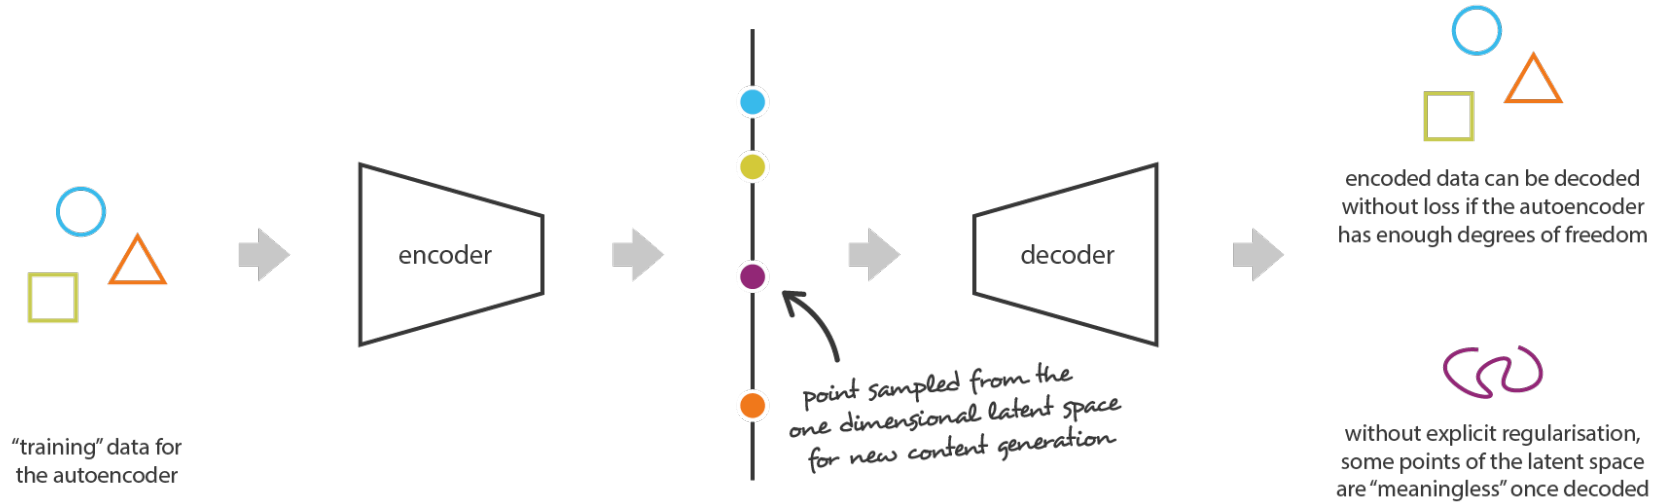 "training" data for
the autoencoder
encoder
point sampled from the
one dimensional latent space
for new content generation
decoder
encoded data can be decoded
without loss if the autoencoder
has enough degrees of freedom
without explicit regularisation,
some points of the latent space
are "meaningless" once decoded